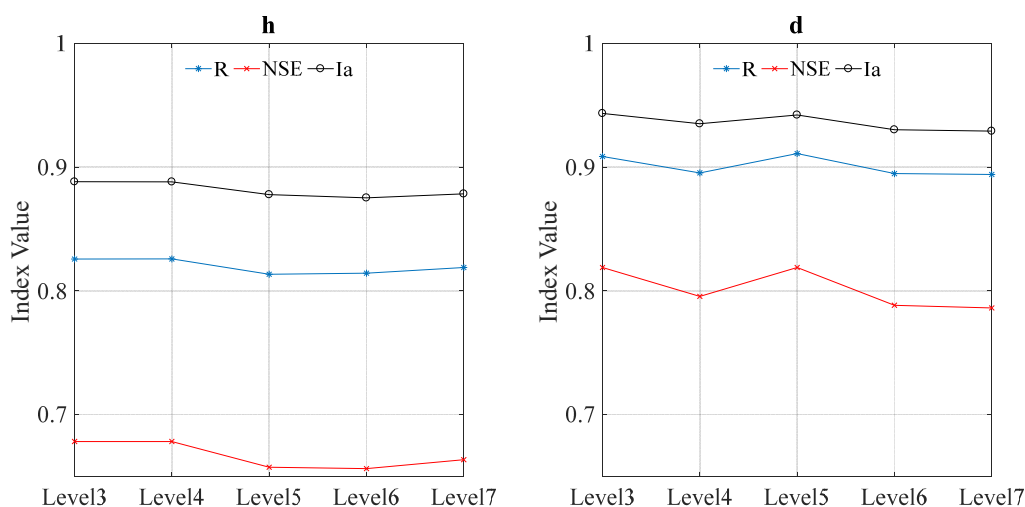 h
R NSE Ia
1
0.9
0.8
0.7
Index Value
Level3 Level4 Level5 Level6 Level7
d
R NSE Ia
1
0.9
0.8
0.7
Index Value
Level3 Level4 Level5 Level6 Level7